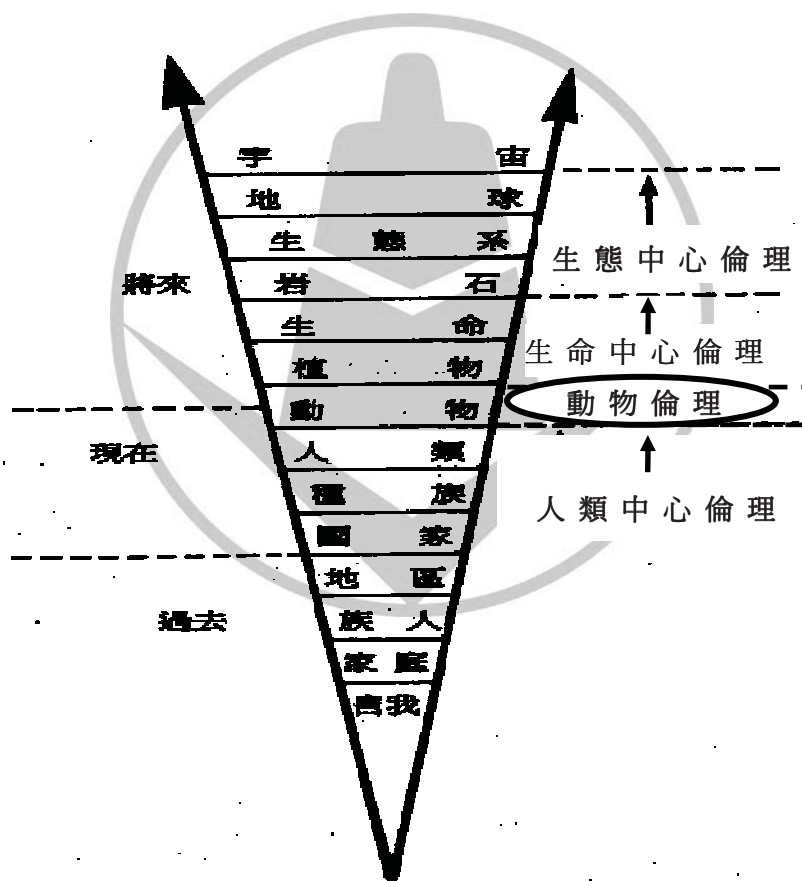 宇宙
地球
生態系
生態中心倫理
將來
岩石
生命
生命中心倫理
植物
動物
動物倫理
現在
人類
種族
人類中心倫理
國家
地區
過去
族人
家庭
自我